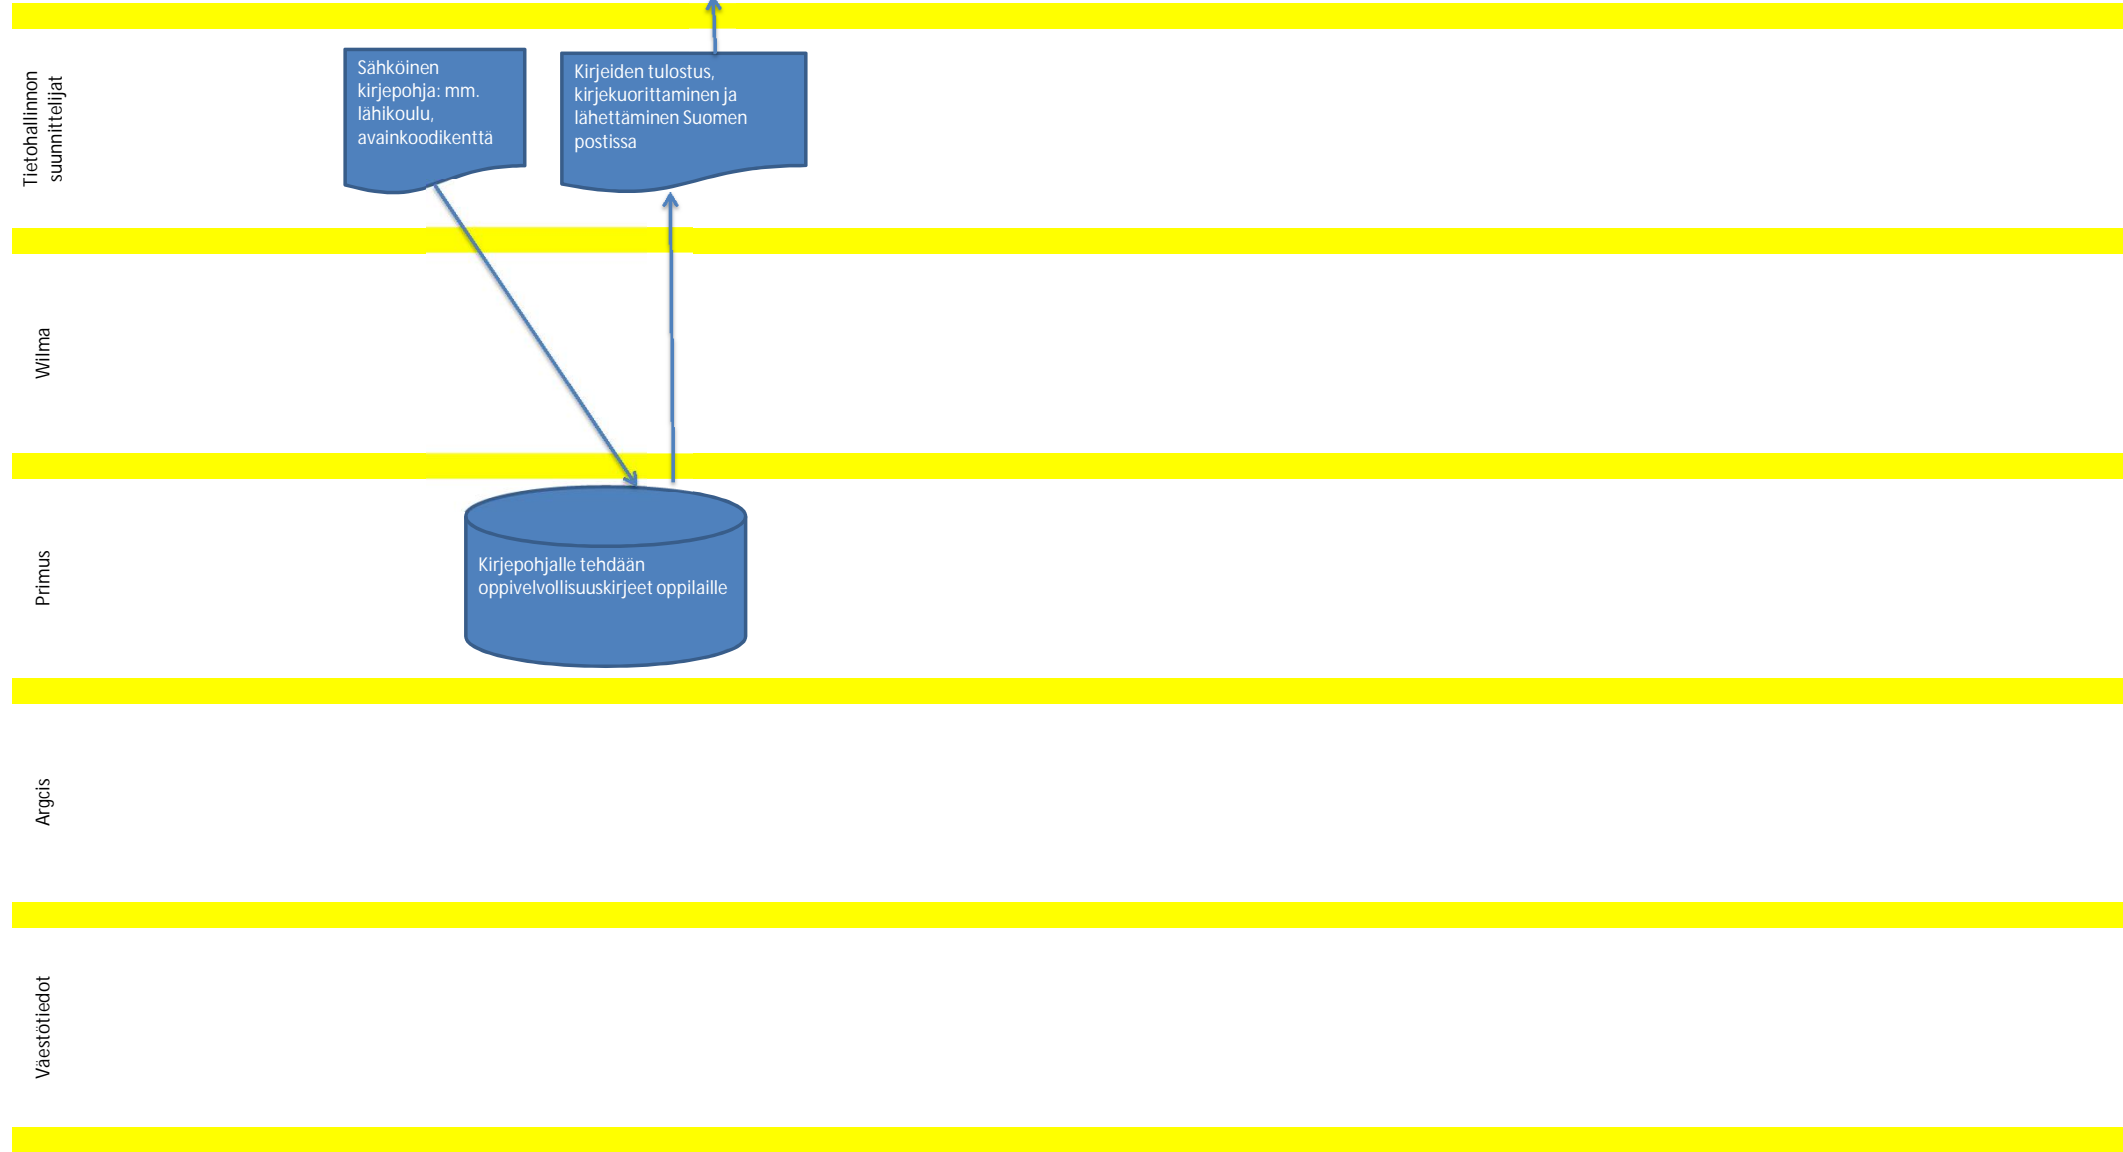 Tietohallinnon
suunnittelijat
Sähköinen
kirjepohja: mm.
lähikoulu,
avainkoodikenttä
Kirjeiden tulostus,
kirjekuorittaminen ja
lähettäminen Suomen
postissa
Wilma
Primus
Kirjepohjalle tehdään
oppivelvollisuuskirjeet oppilaille
Argcis
Väestötiedot